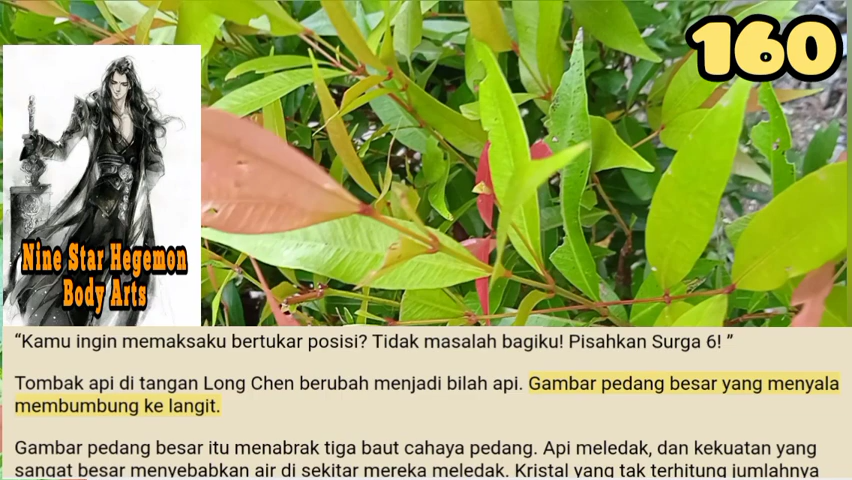 160
Nine Star Hegemon
Body Arts
“Kamu ingin memaksaku bertukar posisi? Tidak masalah bagiku! Pisahkan Surga 6! ”
Tombak api di tangan Long Chen berubah menjadi bilah api. Gambar pedang besar yang menyala
membumbung ke langit.
Gambar pedang besar itu menabrak tiga baut cahaya pedang. Api meledak, dan kekuatan yang
sangat besar menyebabkan air di sekitar mereka meledak. Kristal yang tak terhitung jumlahnya